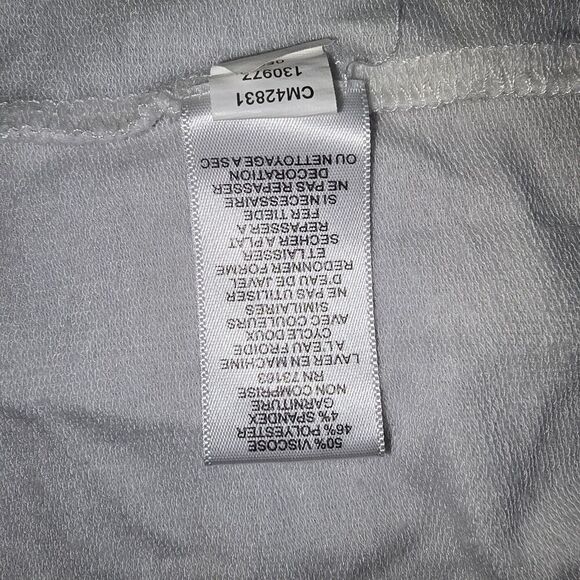 50% VISCOSE
46% POLYESTER
4% SPANDEX
GARNITURE
NON COMPRISE
RN 73163
LAVER EN MACHINE
A L'EAU FROIDE
CYCLE DOUX
AVEC COULEURS
SIMILAIRES
NE PAS UTILISER
D'EAU DE JAVEL
REDONNER FORME
ET LAISSER
SECHER A PLAT
REPASSER A
FER TIEDE
SI NECESSAIRE
NE PAS REPASSER
DECORATION
OU NETTOYAGE A SEC
CM42831
130977